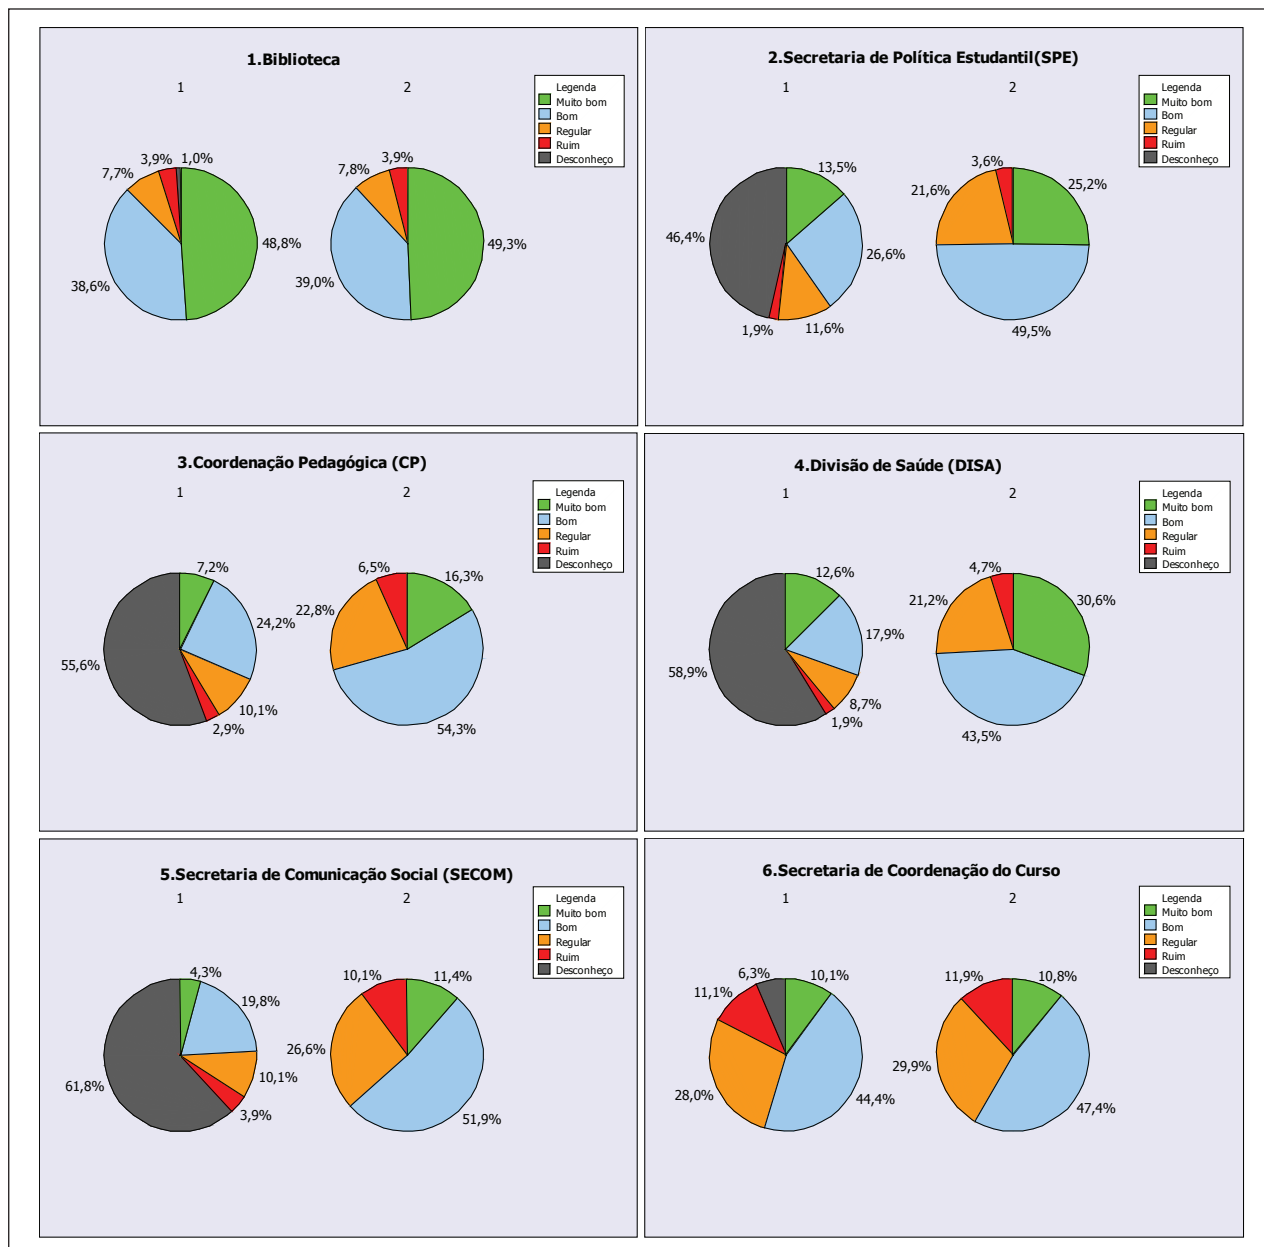 1.Biblioteca
1
2
Legenda
Muito bom
Bom
Regular
Ruim
Desconheço
48,8%
38,6%
7,7%
3,9%
1,0%
49,3%
39,0%
7,8%
3,9%
2.Secretaria de Política Estudantil(SPE)
1
2
Legenda
Muito bom
Bom
Regular
Ruim
Desconheço
13,5%
26,6%
11,6%
1,9%
46,4%
25,2%
49,5%
21,6%
3,6%
3.Coordenação Pedagógica (CP)
1
2
Legenda
Muito bom
Bom
Regular
Ruim
Desconheço
7,2%
24,2%
10,1%
2,9%
55,6%
16,3%
54,3%
22,8%
6,5%
4.Divisão de Saúde (DISA)
1
2
Legenda
Muito bom
Bom
Regular
Ruim
Desconheço
12,6%
17,9%
8,7%
1,9%
58,9%
30,6%
43,5%
21,2%
4,7%
5.Secretaria de Comunicação Social (SECOM)
1
2
Legenda
Muito bom
Bom
Regular
Ruim
Desconheço
4,3%
19,8%
10,1%
3,9%
61,8%
11,4%
51,9%
26,6%
10,1%
6.Secretaria de Coordenação do Curso
1
2
Legenda
Muito bom
Bom
Regular
Ruim
Desconheço
10,1%
44,4%
28,0%
11,1%
6,3%
10,8%
47,4%
29,9%
11,9%